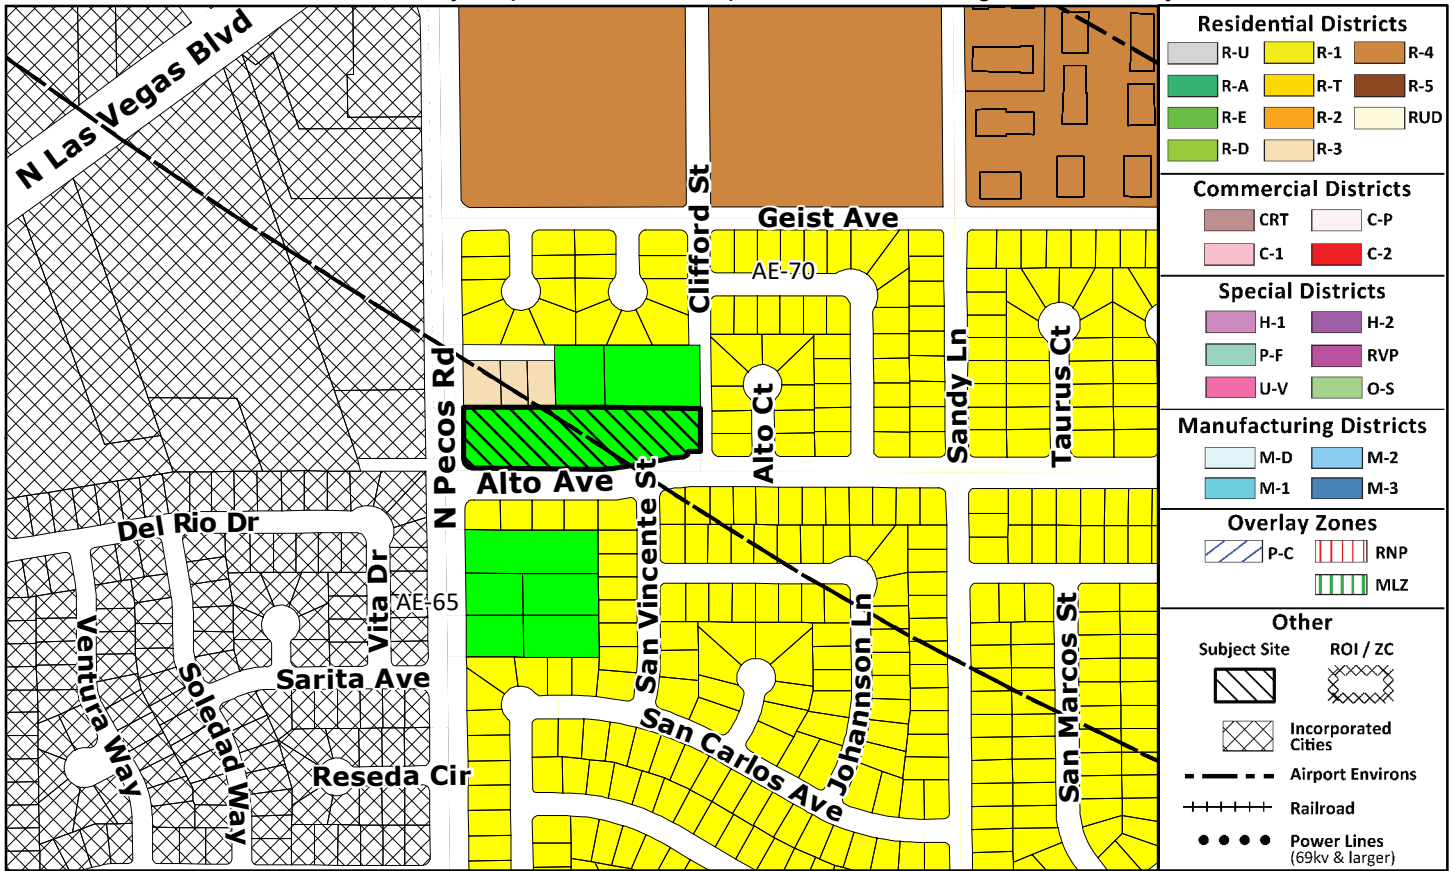 N Las Vegas Blvd
Geist Ave
Clifford St
AE-70
N Pecos Rd
Alto Ct
Sandy Ln
Taurus Ct
Alto Ave
San Vincente St
Del Rio Dr
Vita Dr
AE-65
Ventura Way
Soledad Way
Sarita Ave
Reseda Cir
San Carlos Ave
Johannson Ln
San Marcos St
Residential Districts
R-U R-1 R-4
R-A R-T R-5
R-E R-2 RUD
R-D R-3
Commercial Districts
CRT C-P
C-1 C-2
Special Districts
H-1 H-2
P-F RVP
U-V O-S
Manufacturing Districts
M-D M-2
M-1 M-3
Overlay Zones
P-C RNP
MLZ
Other
Subject Site ROI / ZC
Incorporated
Cities
Airport Environs
Railroad
Power Lines
(69kv & larger)